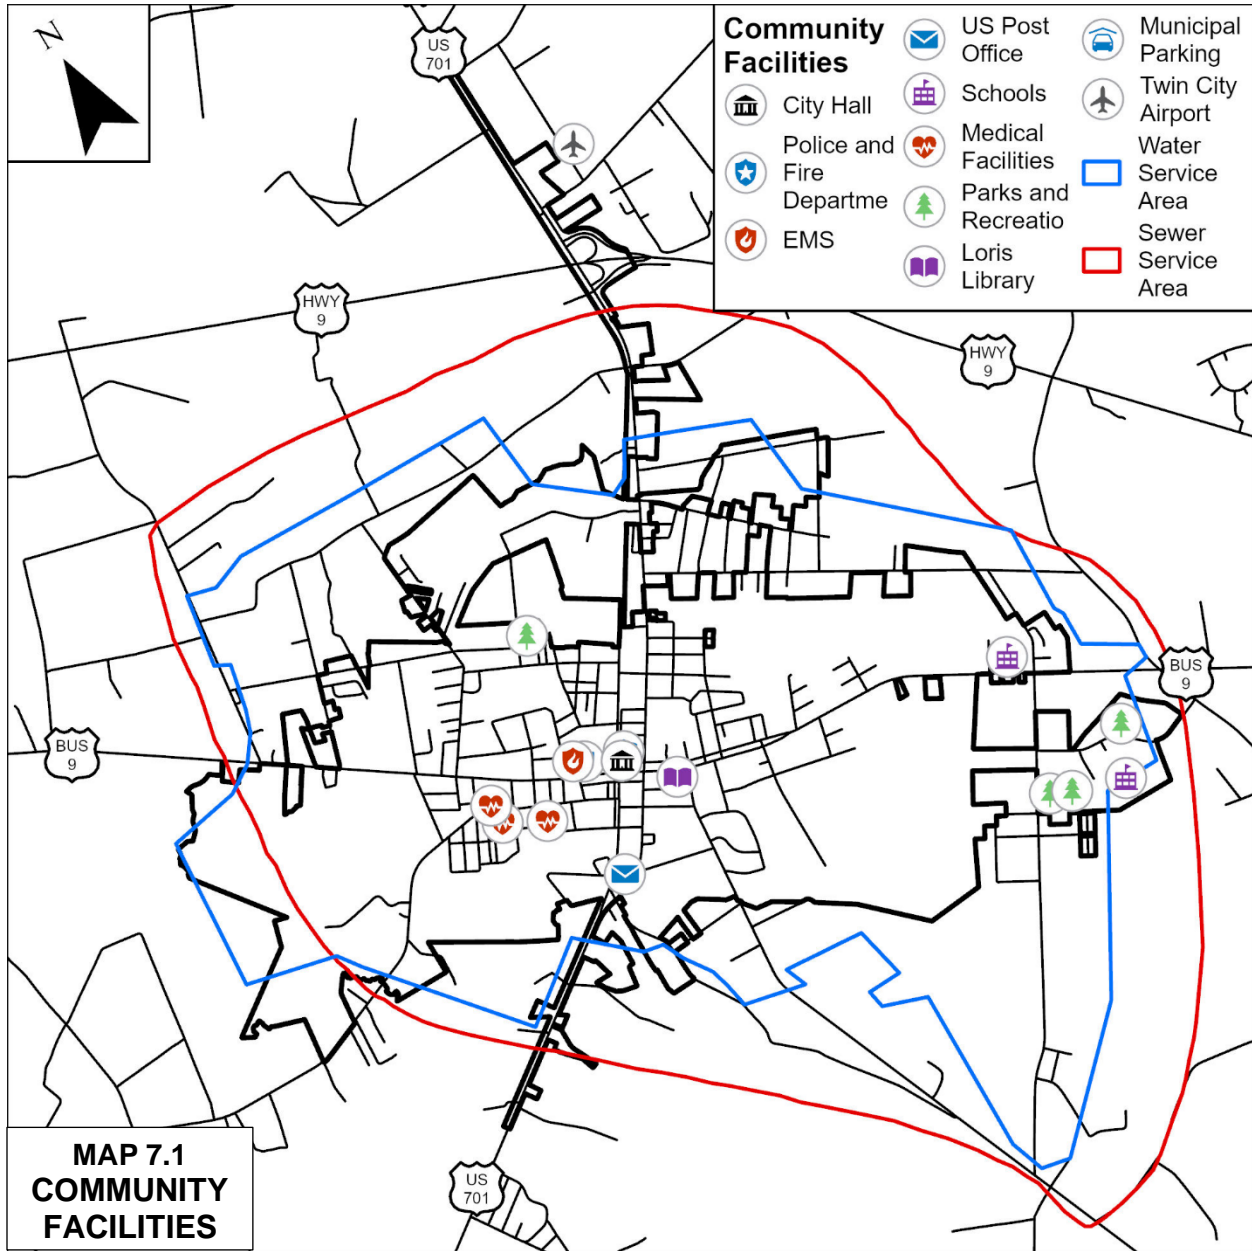 N
US
701
Community
Facilities
City Hall
Police and
Fire
Departme
EMS
US Post
Office
Schools
Medical
Facilities
Parks and
Recreatio
Loris
Library
Municipal
Parking
Twin City
Airport
Water
Service
Area
Sewer
Service
Area
HWY
9
HWY
9
BUS
9
BUS
9
US
701
MAP 7.1
COMMUNITY
FACILITIES